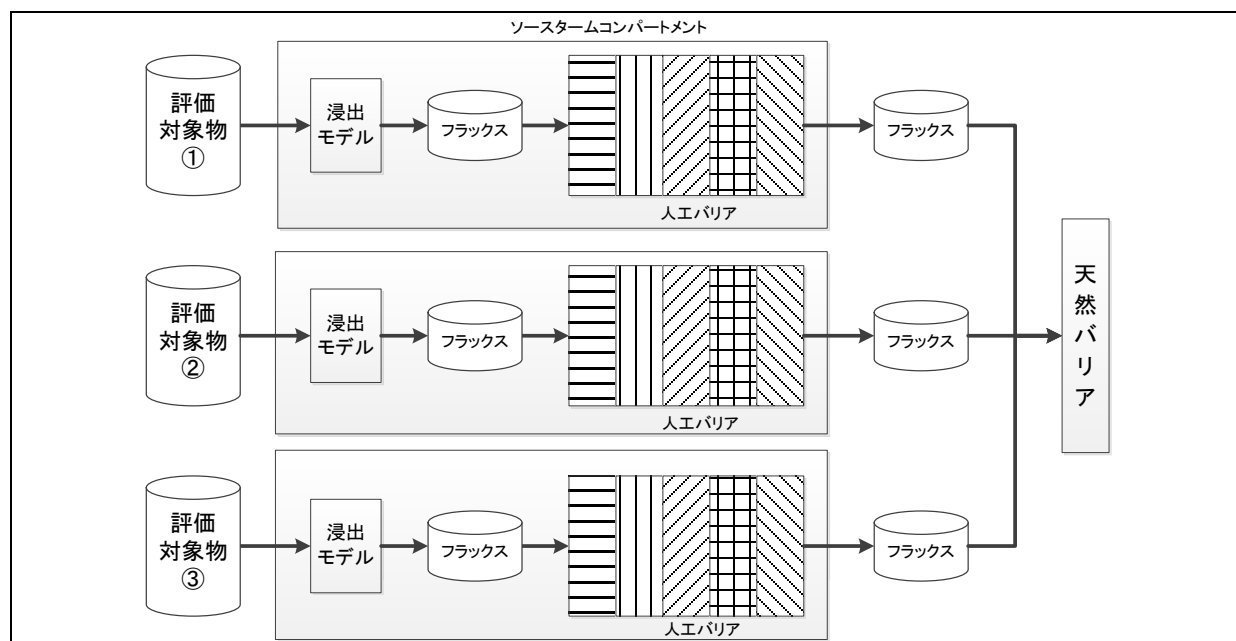 ソースタームコンパートメント
評価
対象物
①
浸出
モデル
フラックス
人工バリア
フラックス
評価
対象物
②
浸出
モデル
フラックス
人工バリア
フラックス
天然バリア
評価
対象物
③
浸出
モデル
フラックス
人工バリア
フラックス